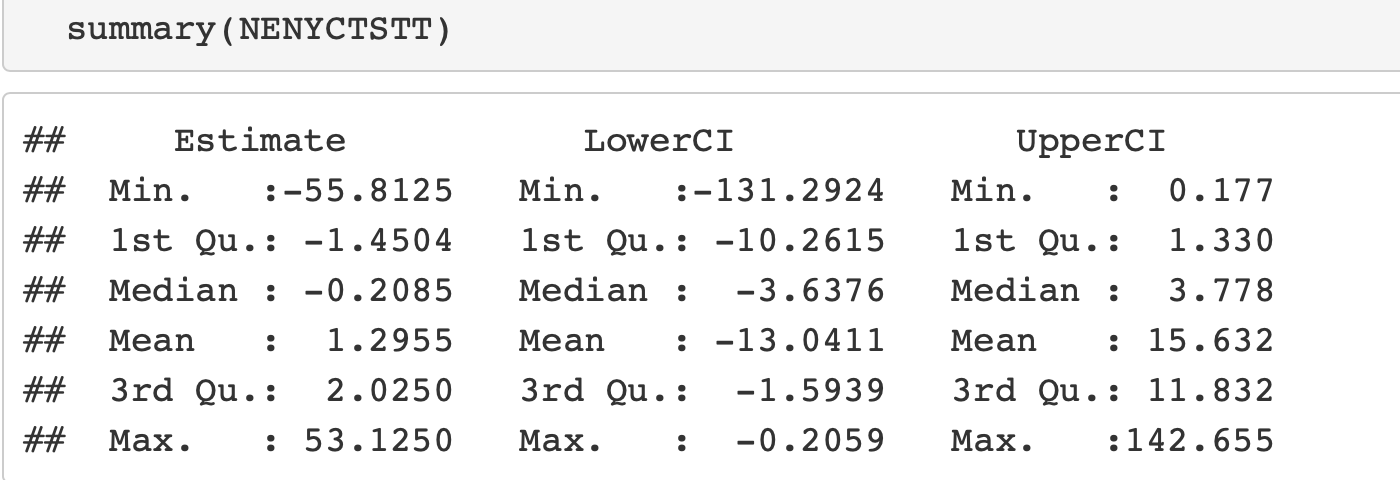 summary(NENYCTSTT)
##     Estimate           LowerCI             UpperCI
##  Min.   :-55.8125   Min.   :-131.2924   Min.   :  0.177
##  1st Qu.: -1.4504   1st Qu.: -10.2615   1st Qu.:  1.330
##  Median : -0.2085   Median :  -3.6376   Median :  3.778
##  Mean   :  1.2955   Mean   : -13.0411   Mean   : 15.632
##  3rd Qu.:  2.0250   3rd Qu.:  -1.5939   3rd Qu.: 11.832
##  Max.   : 53.1250   Max.   :  -0.2059   Max.   :142.655